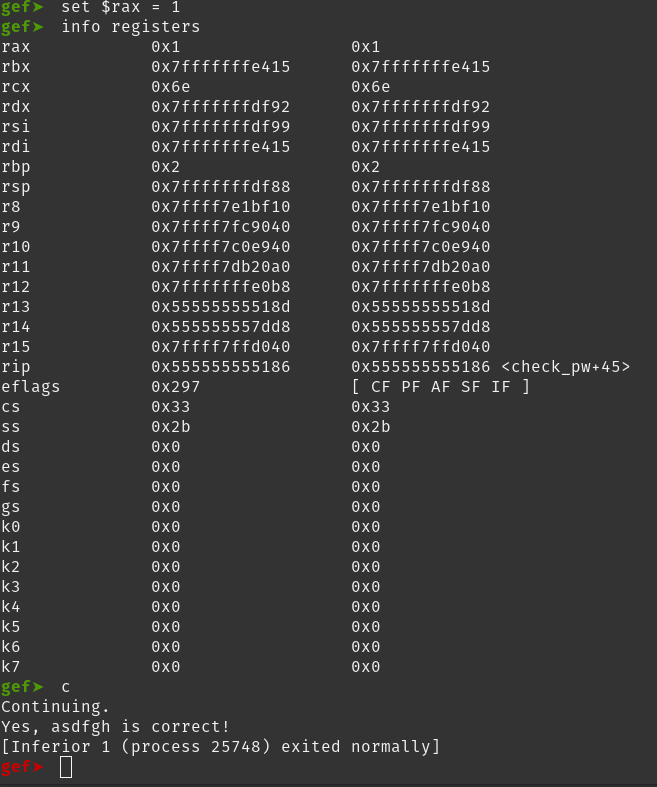 gef➤  set $rax = 1
gef➤  info registers
rax            0x1                 0x1
rbx            0x7fffffffe415      0x7fffffffe415
rcx            0x6e                0x6e
rdx            0x7fffffffdf92      0x7fffffffdf92
rsi            0x7fffffffdf99      0x7fffffffdf99
rdi            0x7fffffffe415      0x7fffffffe415
rbp            0x2                 0x2
rsp            0x7fffffffdf88      0x7fffffffdf88
r8             0x7ffff7e1bf10      0x7ffff7e1bf10
r9             0x7ffff7fc9040      0x7ffff7fc9040
r10            0x7ffff7c0e940      0x7ffff7c0e940
r11            0x7ffff7db20a0      0x7ffff7db20a0
r12            0x7fffffffe0b8      0x7fffffffe0b8
r13            0x55555555518d      0x55555555518d
r14            0x555555557dd8      0x555555557dd8
r15            0x7ffff7ffd040      0x7ffff7ffd040
rip            0x555555555186      0x555555555186 <check_pw+45>
eflags         0x297               [ CF PF AF SF IF ]
cs             0x33                0x33
ss             0x2b                0x2b
ds             0x0                 0x0
es             0x0                 0x0
fs             0x0                 0x0
gs             0x0                 0x0
k0             0x0                 0x0
k1             0x0                 0x0
k2             0x0                 0x0
k3             0x0                 0x0
k4             0x0                 0x0
k5             0x0                 0x0
k6             0x0                 0x0
k7             0x0                 0x0
gef➤  c
Continuing.
Yes, asdfgh is correct!
[Inferior 1 (process 25748) exited normally]
gef➤